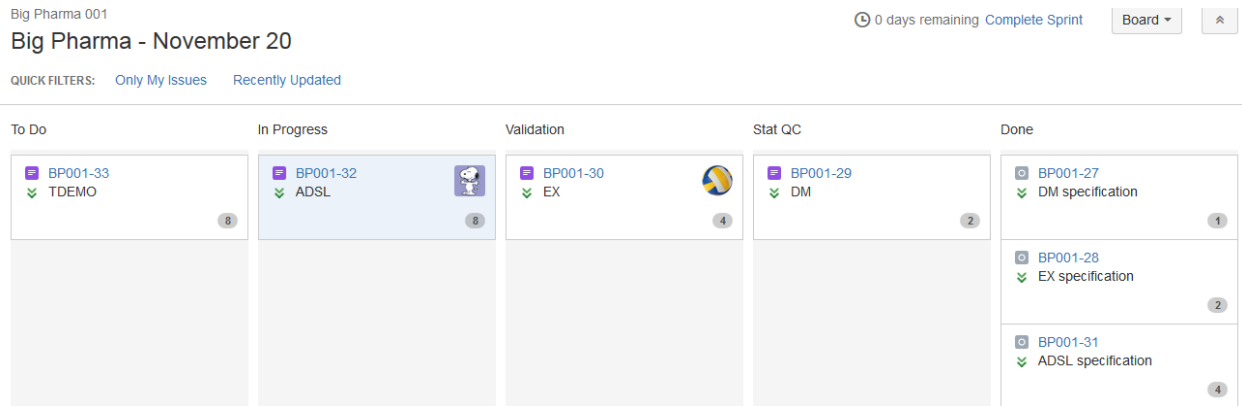 Big Pharma 001
0 days remaining Complete Sprint Board
Big Pharma - November 20
QUICK FILTERS: Only My Issues Recently Updated
To Do In Progress Validation Stat QC Done
BP001-33
TDEMO
8
BP001-32
ADSL
8
BP001-30
EX
4
BP001-29
DM
2
BP001-27
DM specification
1
BP001-28
EX specification
2
BP001-31
ADSL specification
4